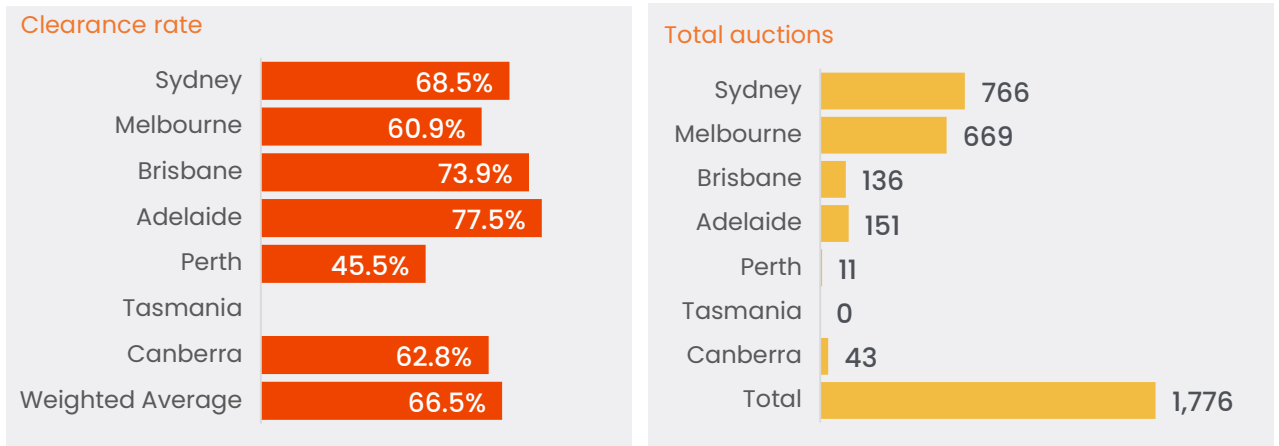 Clearance rate
Sydney 68.5%
Melbourne 60.9%
Brisbane 73.9%
Adelaide 77.5%
Perth 45.5%
Tasmania
Canberra 62.8%
Weighted Average 66.5%
Total auctions
Sydney 766
Melbourne 669
Brisbane 136
Adelaide 151
Perth 11
Tasmania 0
Canberra 43
Total 1,776